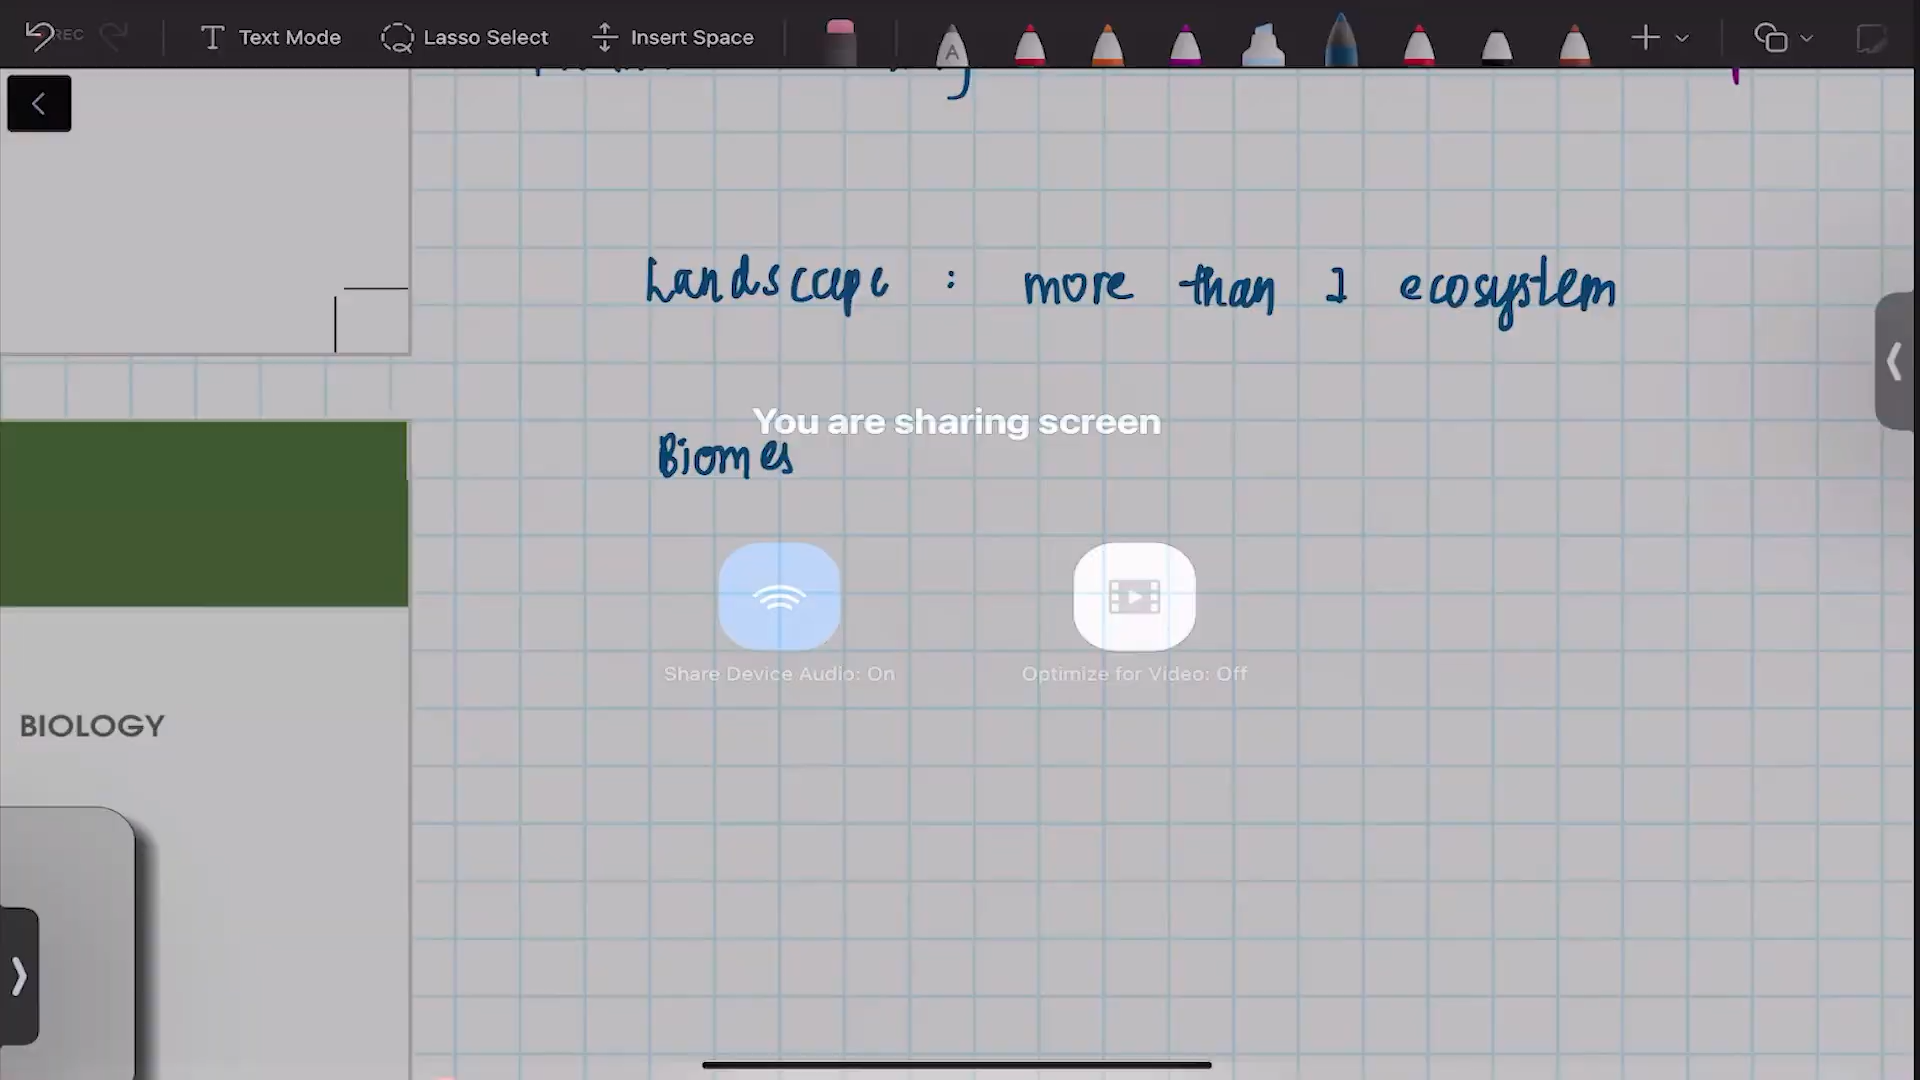 REC
Text Mode
Lasso Select
Insert Space
A
Landscape : more than 1 ecosystem
You are sharing screen
Biomes
Share Device Audio: On
Optimize for Video: Off
BIOLOGY